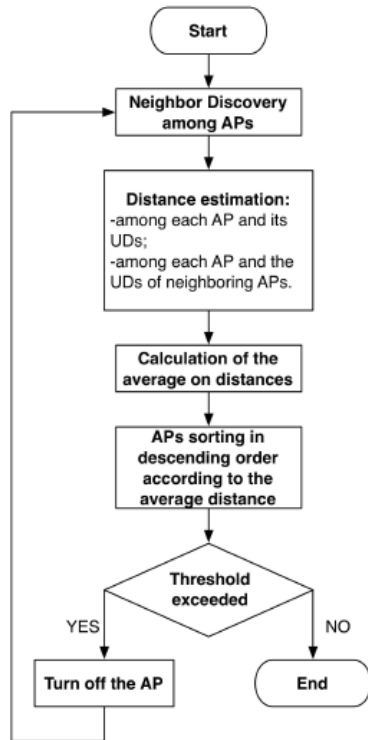 Start
Neighbor Discovery
among APs
Distance estimation:
-among each AP and its
UDs;
-among each AP and the
UDs of neighboring APs.
Calculation of the
average on distances
APs sorting in
descending order
according to the
average distance
Threshold
exceeded
YES
NO
Turn off the AP
End